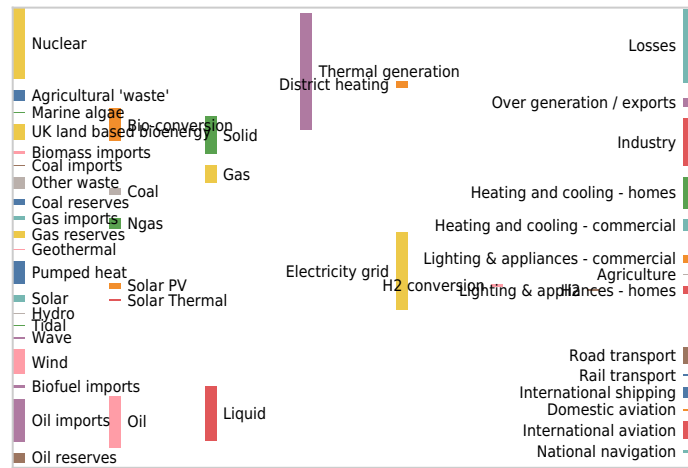 Nuclear
Agricultural 'waste'
Marine algae
UK land based bioenergy
Biomass imports
Coal imports
Other waste
Coal reserves
Gas imports
Gas reserves
Geothermal
Pumped heat
Solar
Hydro
Tidal
Wave
Wind
Biofuel imports
Oil imports
Oil reserves
Bio-conversion
Coal
Ngas
Solar PV
Solar Thermal
Oil
Solid
Gas
Liquid
Thermal generation
District heating
Electricity grid
H2 conversion
H2
Losses
Over generation / exports
Industry
Heating and cooling - homes
Heating and cooling - commercial
Lighting & appliances - commercial
Agriculture
Lighting & appliances - homes
Road transport
Rail transport
International shipping
Domestic aviation
International aviation
National navigation